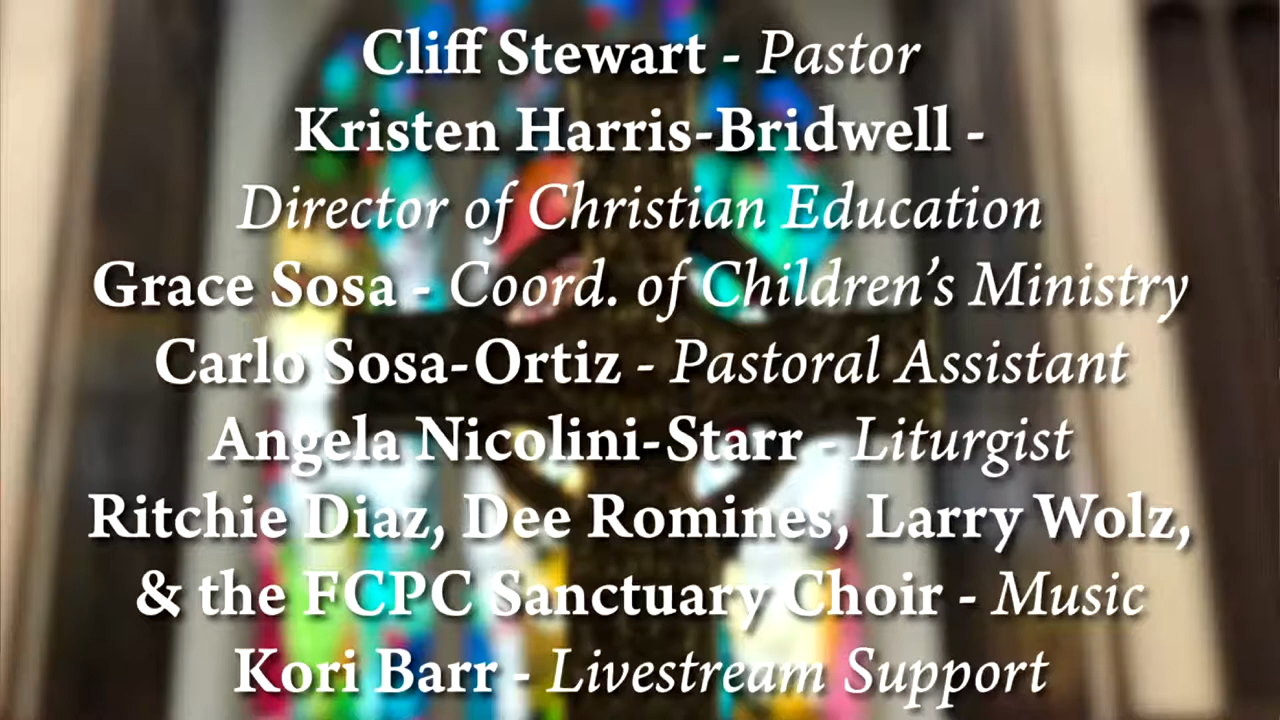 Cliff Stewart - Pastor
Kristen Harris-Bridwell -
Director of Christian Education
Grace Sosa - Coord. of Children's Ministry
Carlo Sosa-Ortiz - Pastoral Assistant
Angela Nicolini-Starr - Liturgist
Ritchie Diaz, Dee Romines, Larry Wolz,
& the FCPC Sanctuary Choir - Music
Kori Barr - Livestream Support